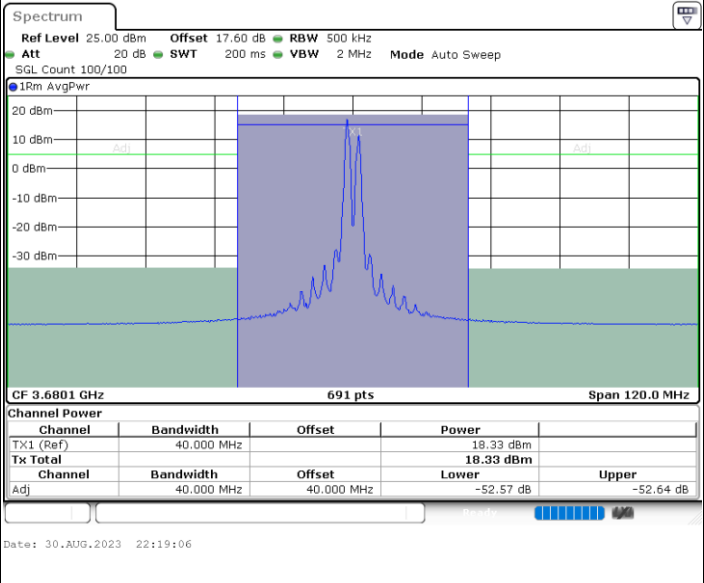 Spectrum
Ref Level 25.00 dBm Offset 17.60 dB RBW 500 kHz
Att 20 dB SWT 200 ms VBW 2 MHz Mode Auto Sweep
SGL Count 100/100
1Rm AvgPwr
20 dBm
TX1
10 dBm
Adj Adj
0 dBm
-10 dBm
-20 dBm
-30 dBm
CF 3.6801 GHz 691 pts Span 120.0 MHz
Channel Power
Channel Bandwidth Offset Power
TX1 (Ref) 40.000 MHz 18.33 dBm
Tx Total 18.33 dBm
Channel Bandwidth Offset Lower Upper
Adj 40.000 MHz 40.000 MHz -52.57 dB -52.64 dB
Ready
Date: 30.AUG.2023 22:19:06